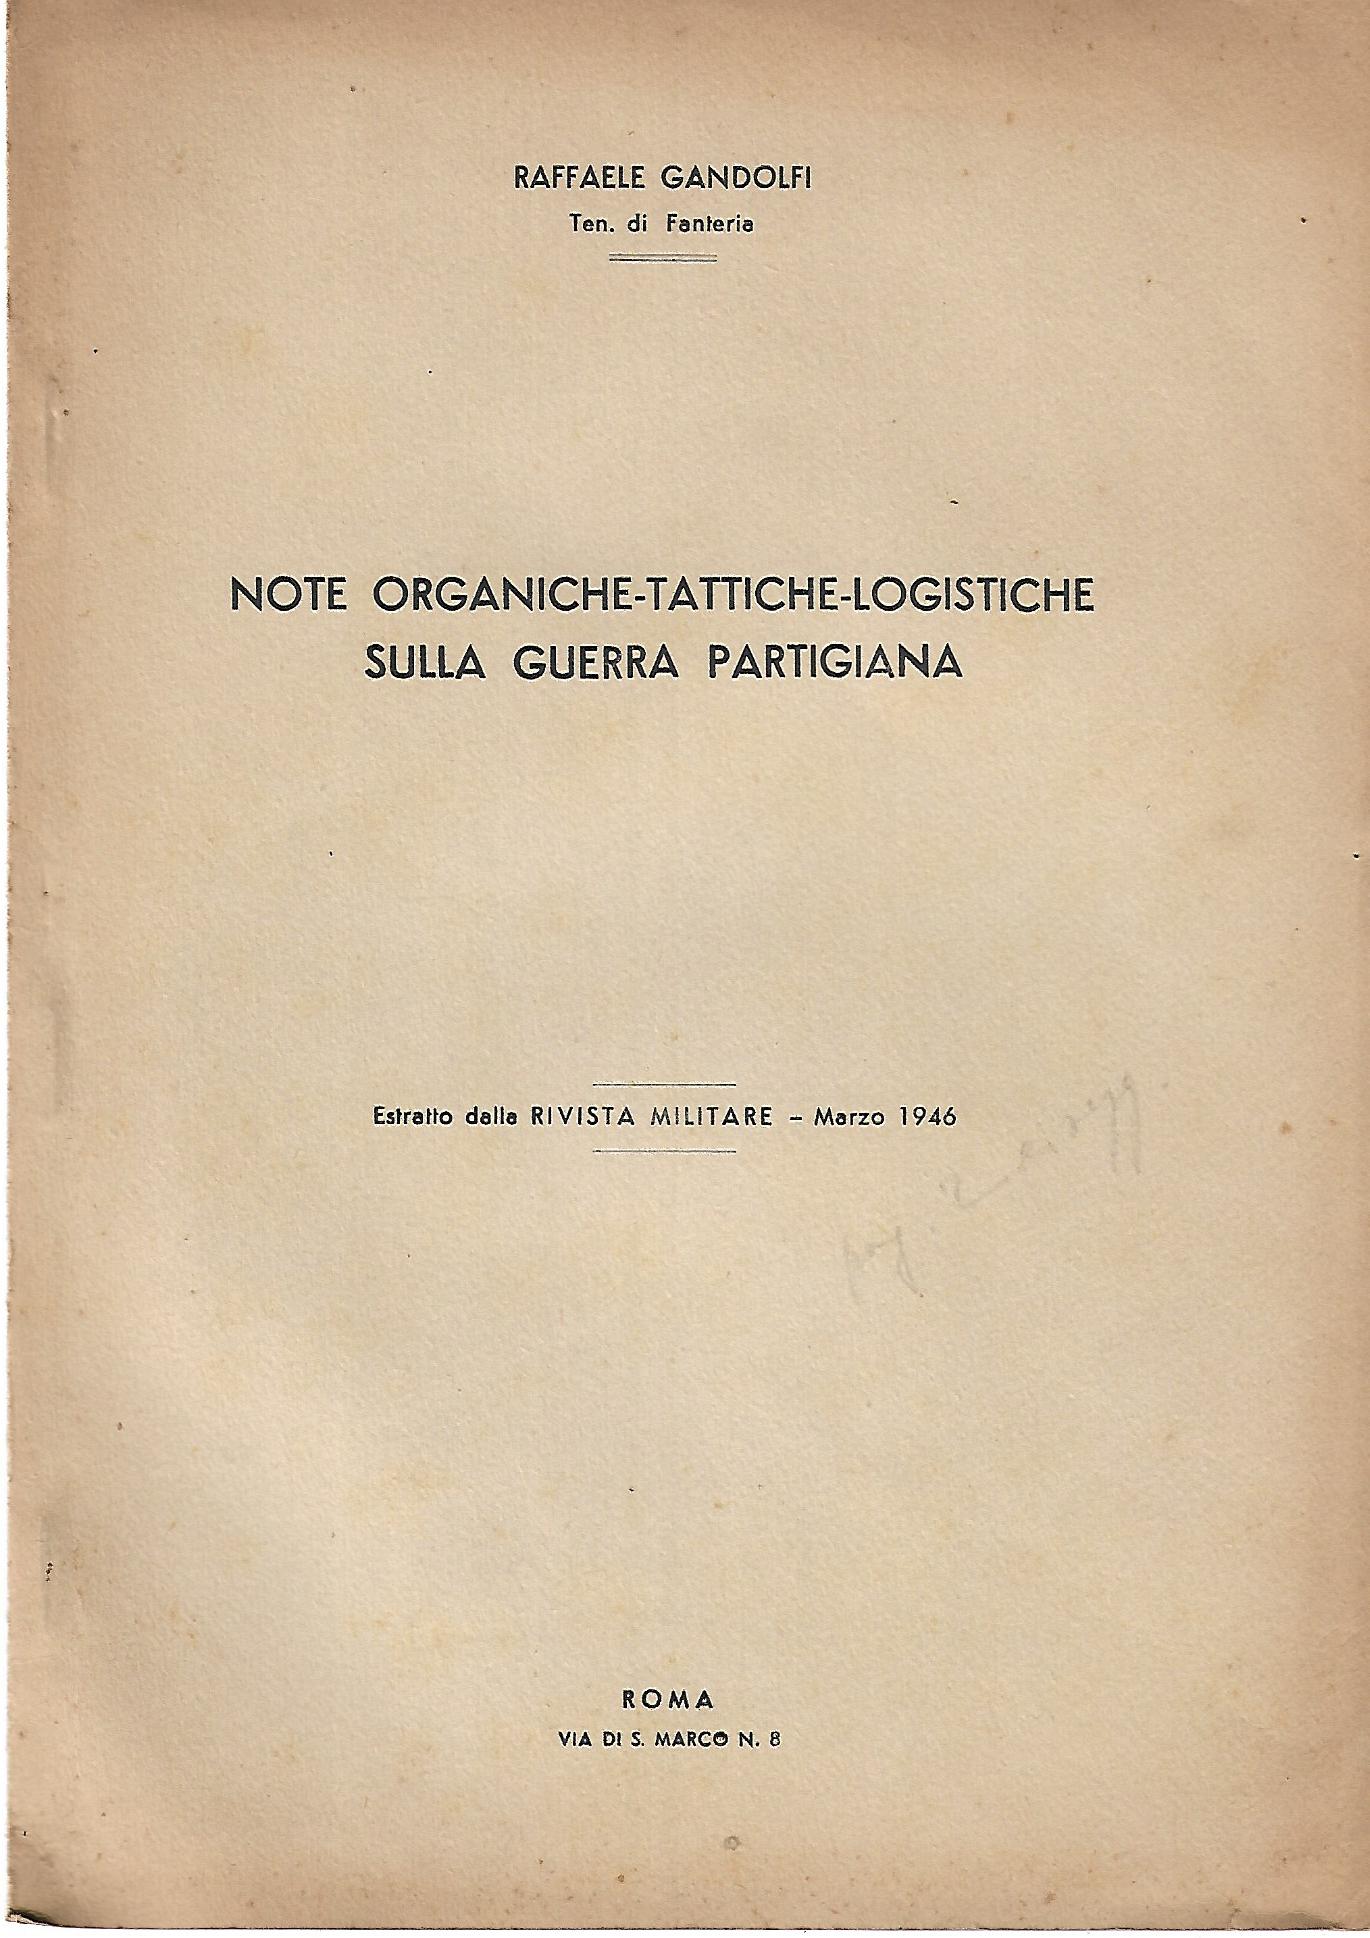 RAFFAELE GANDOLFI
Ten. di Fanteria
NOTE ORGANICHE-TATTICHE-LOGISTICHE
SULLA GUERRA PARTIGIANA
Estratto dalla RIVISTA MILITARE – Marzo 1946
ROMA
VIA DI S. MARCO N. 8